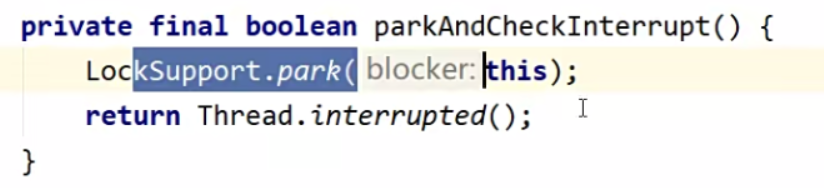 private final boolean parkAndCheckInterrupt() {
LockSupport.park( blocker: this);
return Thread.interrupted();
}